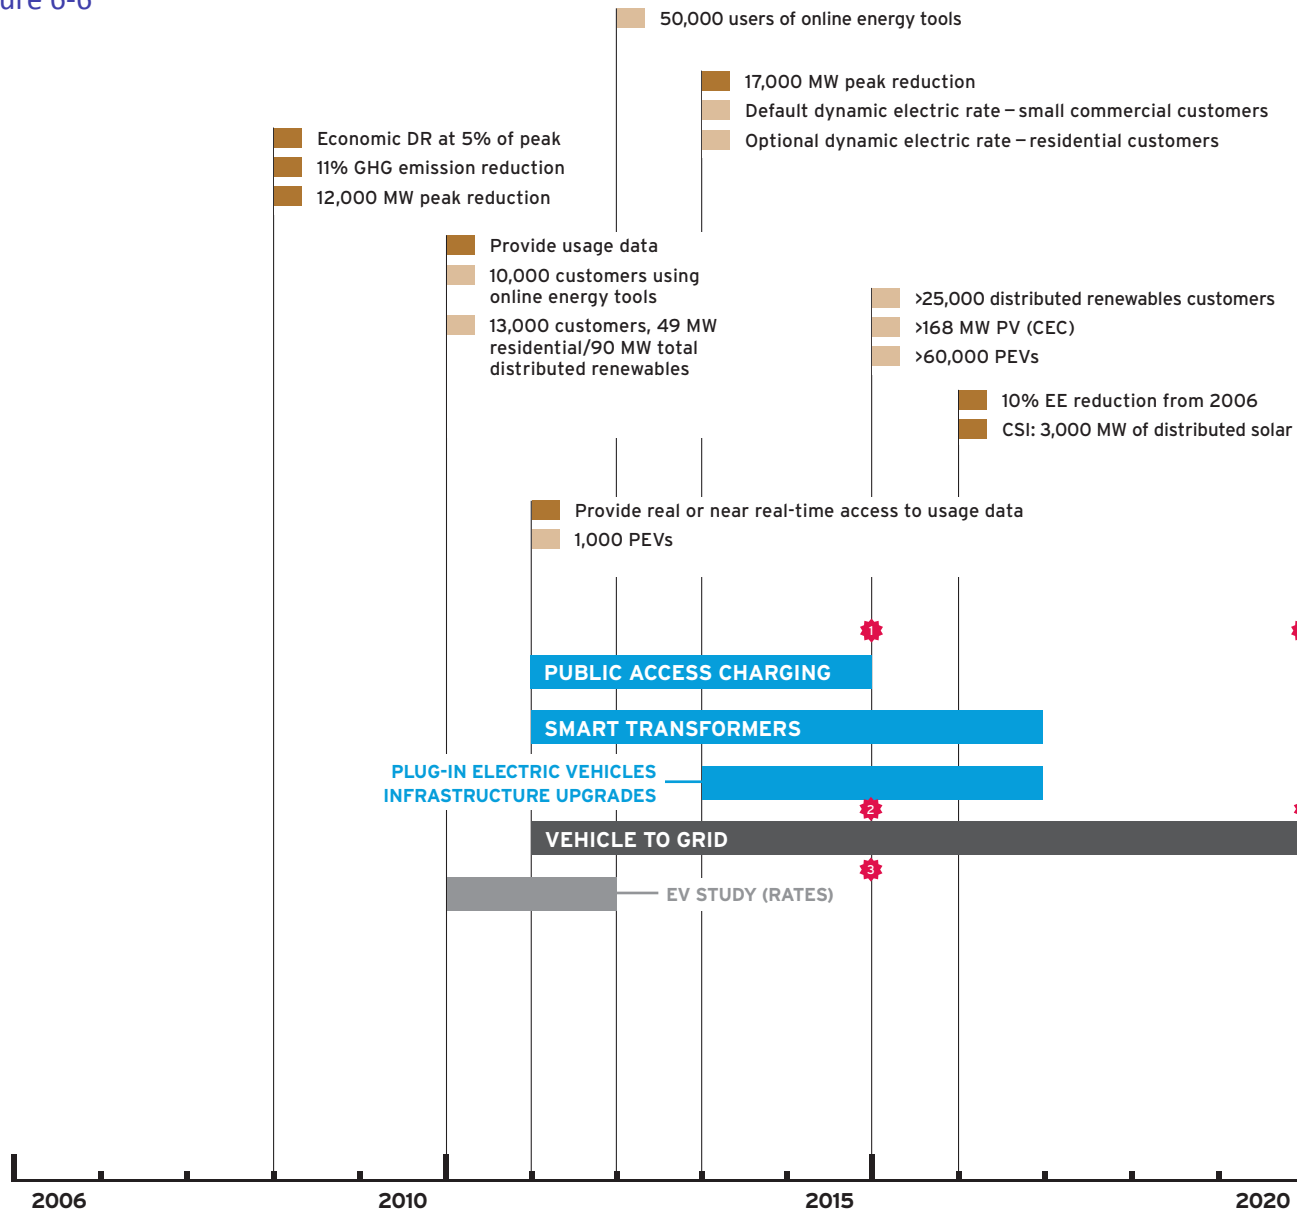 ure 6-6
50,000 users of online energy tools
17,000 MW peak reduction
Default dynamic electric rate – small commercial customers
Optional dynamic electric rate – residential customers
Economic DR at 5% of peak
11% GHG emission reduction
12,000 MW peak reduction
Provide usage data
10,000 customers using
online energy tools
13,000 customers, 49 MW
residential/90 MW total
distributed renewables
>25,000 distributed renewables customers
>168 MW PV (CEC)
>60,000 PEVs
10% EE reduction from 2006
CSI: 3,000 MW of distributed solar
Provide real or near real-time access to usage data
1,000 PEVs
1
PUBLIC ACCESS CHARGING
SMART TRANSFORMERS
PLUG-IN ELECTRIC VEHICLES
INFRASTRUCTURE UPGRADES
2
VEHICLE TO GRID
3
EV STUDY (RATES)
2006 2010 2015 2020